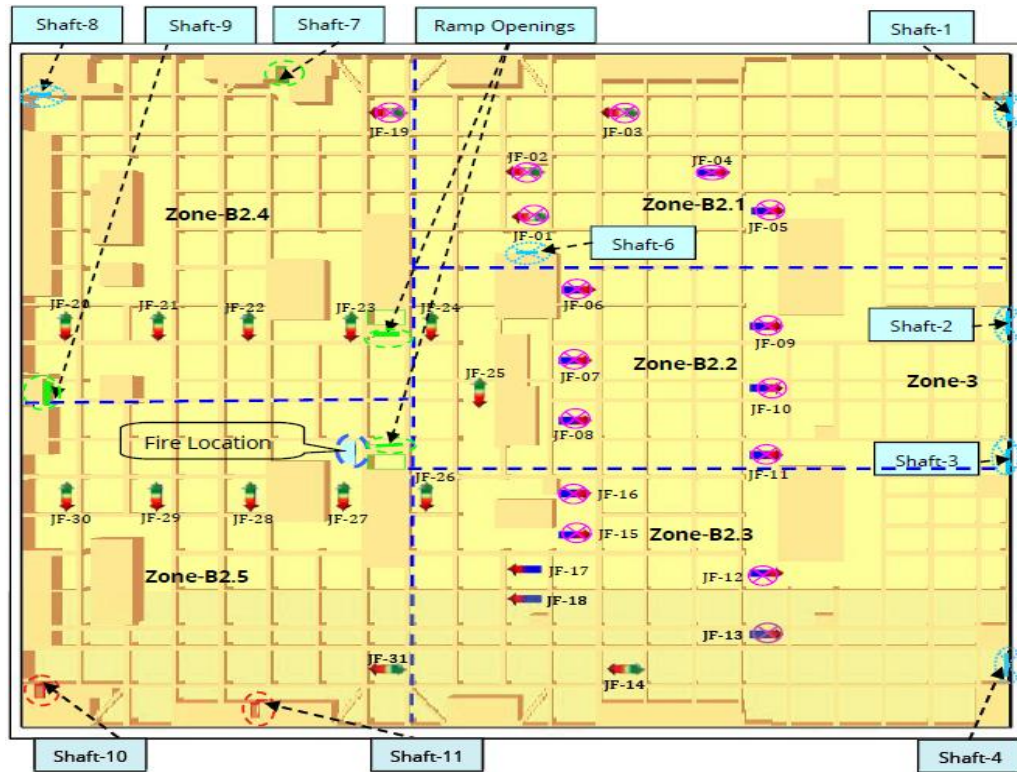 Shaft-8
Shaft-9
Shaft-7
Ramp Openings
Shaft-1
JF-19
JF-03
JF-02
JF-04
Zone-B2.4
Zone-B2.1
JF-01
JF-05
Shaft-6
JF-20
JF-21
JF-22
JF-23
JF-24
JF-06
JF-09
Shaft-2
JF-25
JF-07
Zone-B2.2
Zone-3
JF-10
Fire Location
JF-08
JF-11
Shaft-3
JF-26
JF-30
JF-29
JF-28
JF-27
JF-16
JF-15
Zone-B2.3
Zone-B2.5
JF-17
JF-12
JF-18
JF-13
JF-31
JF-14
Shaft-10
Shaft-11
Shaft-4